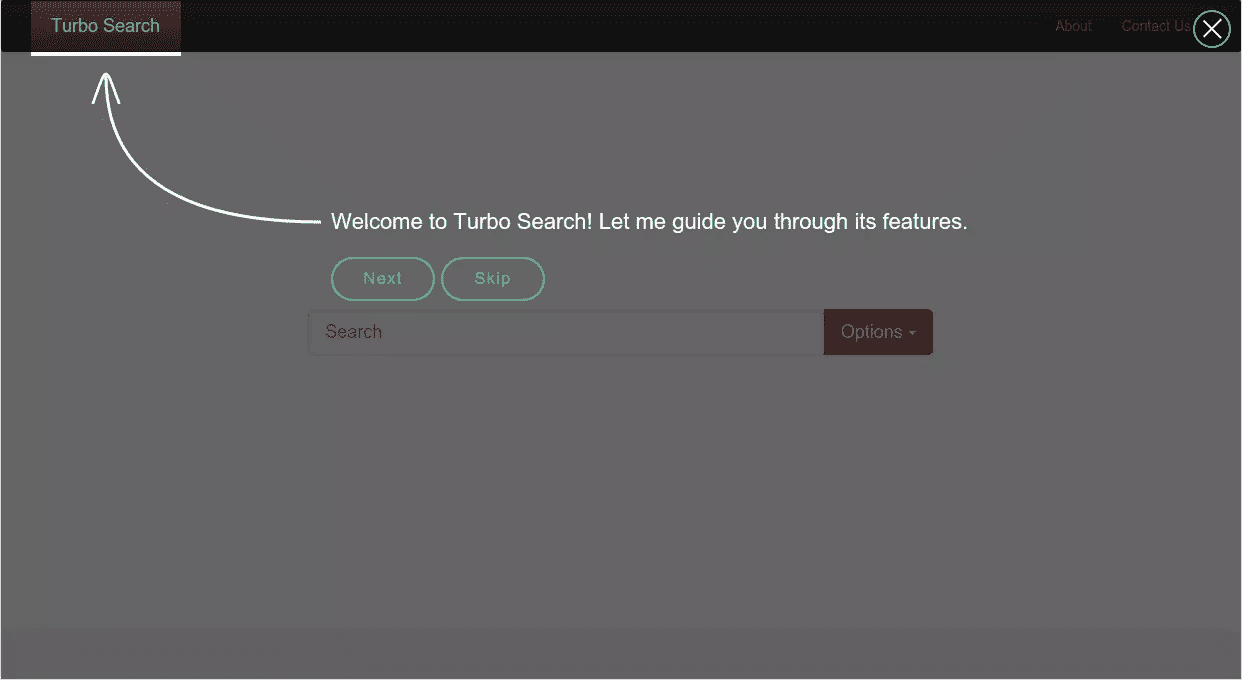 Turbo Search
About
Contact Us
Welcome to Turbo Search! Let me guide you through its features.
Next
Skip
Search
Options